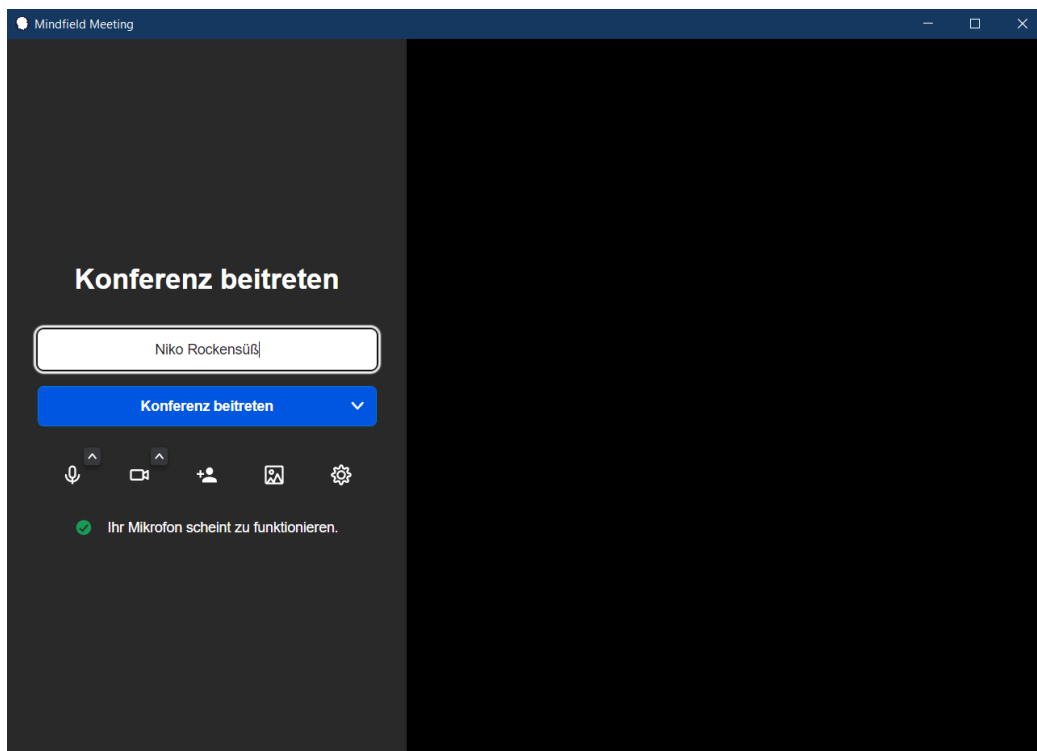 Mindfield Meeting
Konferenz beitreten
Niko Rockensüß
Konferenz beitreten
Ihr Mikrofon scheint zu funktionieren.